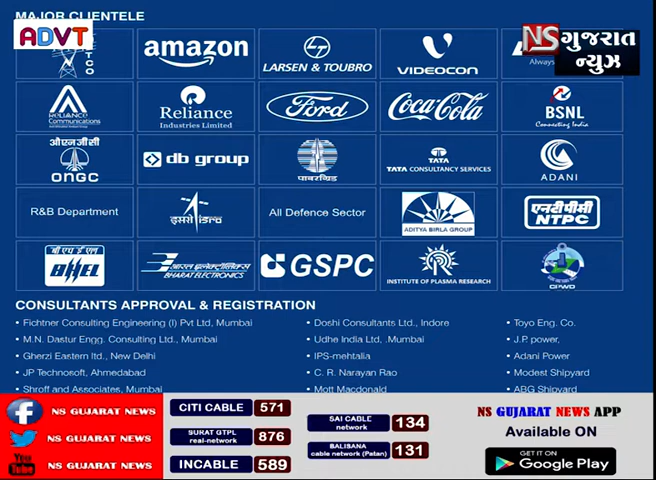 MAJOR CLIENTELE
ADVT
NS ગુજરાત
ન્યુઝ
TCO
amazon
LARSEN & TOUBRO
VIDEOCON
Always
RELIANCE
Communications
Reliance
Industries Limited
Ford
Coca-Cola
BSNL
Connecting India
ओएनजीसी
ONGC
db group
पावरग्रिड
TATA
TATA CONSULTANCY SERVICES
ADANI
R&B Department
इसरो isro
All Defence Sector
ADITYA BIRLA GROUP
एनटीपीसी
NTPC
बी एच ई एल
BHEL
भारत इलेक्ट्रॉनिक्स
BHARAT ELECTRONICS
GSPC
INSTITUTE OF PLASMA RESEARCH
CPWD
CONSULTANTS APPROVAL & REGISTRATION
• Fichtner Consulting Engineering (I) Pvt Ltd, Mumbai
• M.N. Dastur Engg. Consulting Ltd., Mumbai
• Gherzi Eastern ltd., New Delhi
• JP Technosoft, Ahmedabad
• Shroff and Associates, Mumbai
• Doshi Consultants Ltd., Indore
• Udhe India Ltd, .Mumbai
• IPS-mehtalia
• C. R. Narayan Rao
• Mott Macdonald
• Toyo Eng. Co.
• J.P. power,
• Adani Power
• Modest Shipyard
• ABG Shipyard
NS GUJARAT NEWS
NS GUJARAT NEWS
You Tube NS GUJARAT NEWS
CITI CABLE 571
SURAT GTPL
real-network 876
INCABLE 589
SAI CABLE
network 134
BALISANA
cable network (Patan) 131
NS GUJARAT NEWS APP
Available ON
GET IT ON
Google Play